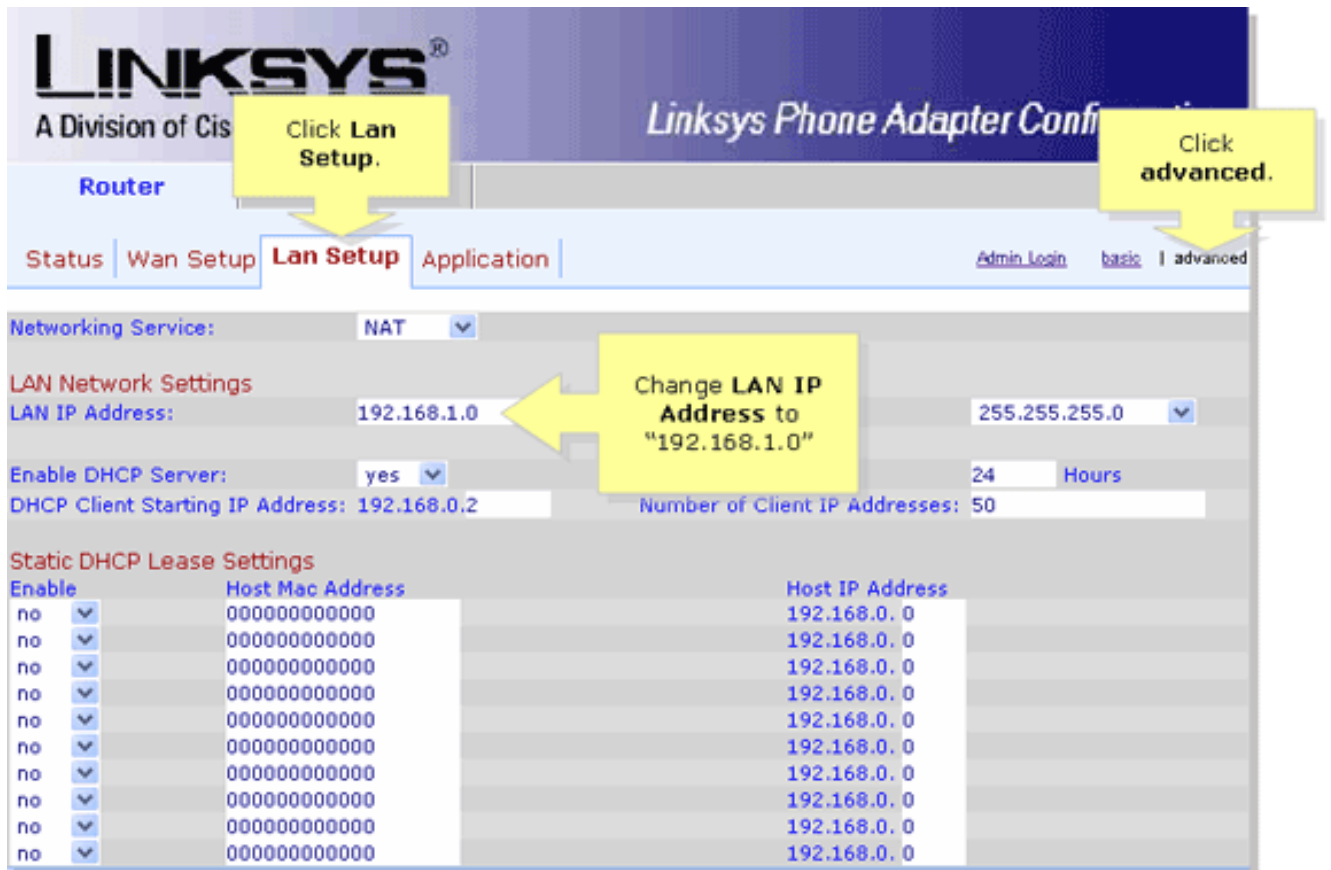 LINKSYS®
A Division of Cis
Linksys Phone Adapter Conf
Click Lan
Setup.
Click
advanced.
Router
Status Wan Setup Lan Setup Application
Admin Login basic | advanced
Networking Service: NAT
LAN Network Settings
LAN IP Address: 192.168.1.0 255.255.255.0
Change LAN IP
Address to
“192.168.1.0”
Enable DHCP Server: yes 24 Hours
DHCP Client Starting IP Address: 192.168.0.2 Number of Client IP Addresses: 50
Static DHCP Lease Settings
Enable Host Mac Address Host IP Address
no 000000000000 192.168.0. 0
no 000000000000 192.168.0. 0
no 000000000000 192.168.0. 0
no 000000000000 192.168.0. 0
no 000000000000 192.168.0. 0
no 000000000000 192.168.0. 0
no 000000000000 192.168.0. 0
no 000000000000 192.168.0. 0
no 000000000000 192.168.0. 0
no 000000000000 192.168.0. 0